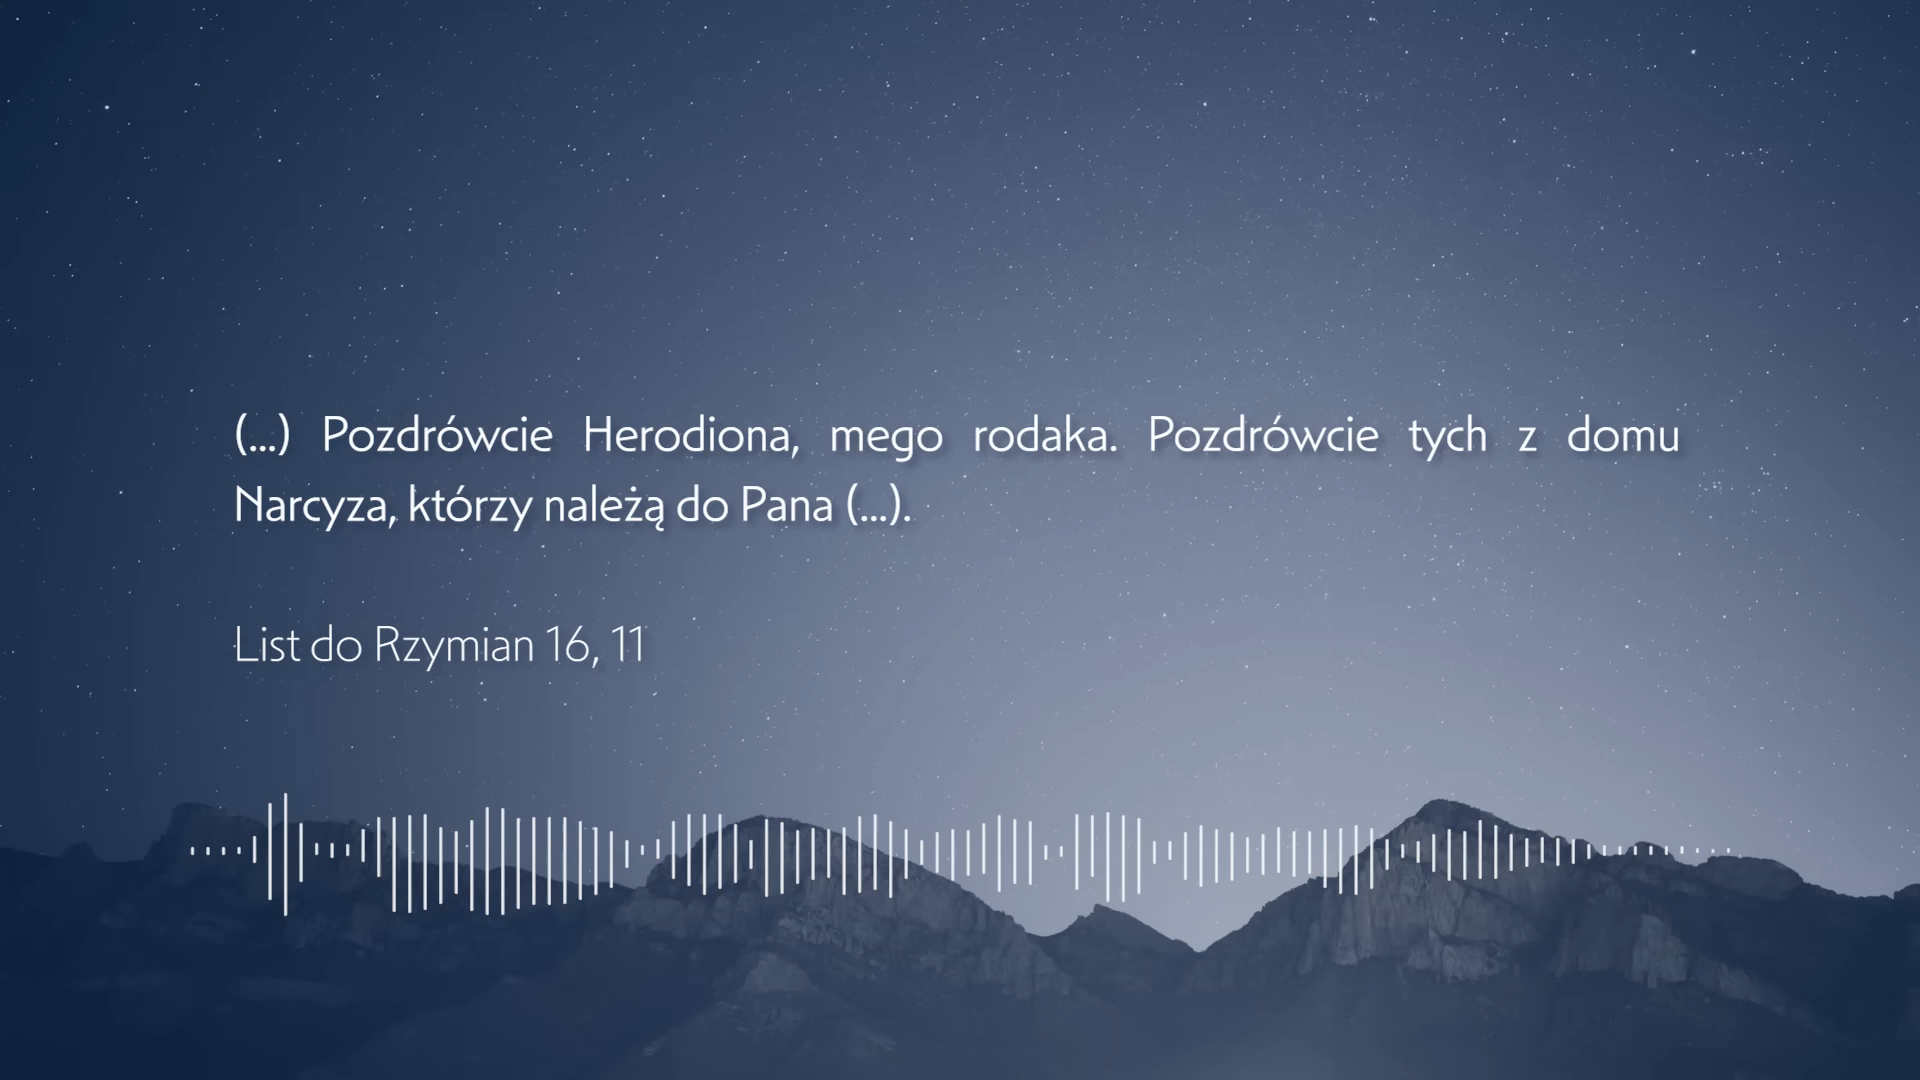 (...) Pozdrówcie Herodiona, mego rodaka. Pozdrówcie tych z domu
Narcyza, którzy należą do Pana (...).
List do Rzymian 16, 11